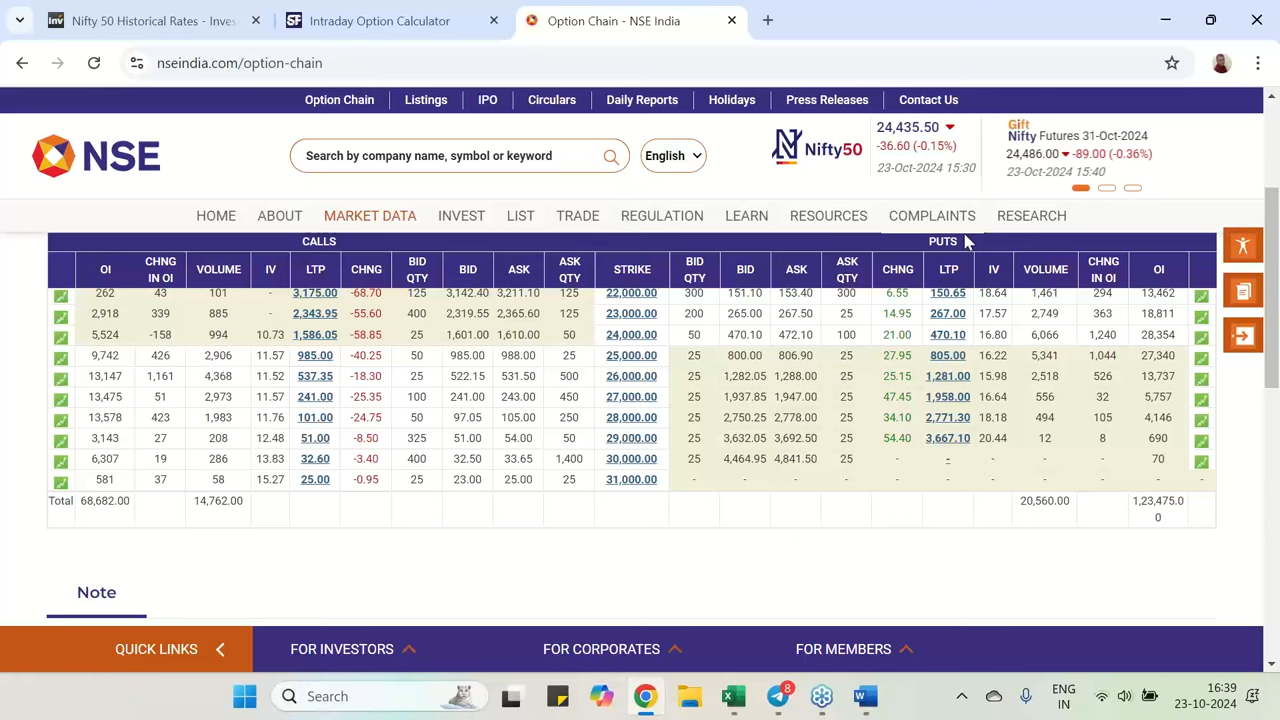 Nifty 50 Historical Rates - Inves
Intraday Option Calculator
Option Chain - NSE India
nseindia.com/option-chain
Option Chain Listings IPO Circulars Daily Reports Holidays Press Releases Contact Us
NSE
Search by company name, symbol or keyword
English
Nifty50
24,435.50
-36.60 (-0.15%)
23-Oct-2024 15:30
Gift
Nifty Futures 31-Oct-2024
24,486.00 -89.00 (-0.36%)
23-Oct-2024 15:40
HOME ABOUT MARKET DATA INVEST LIST TRADE REGULATION LEARN RESOURCES COMPLAINTS RESEARCH
CALLS PUTS
OI CHNG IN OI VOLUME IV LTP CHNG BID QTY BID ASK ASK QTY STRIKE BID QTY BID ASK ASK QTY CHNG LTP IV VOLUME CHNG IN OI OI
262 43 101 - 3,175.00 -68.70 125 3,142.40 3,211.10 125 22,000.00 300 151.10 153.40 300 6.55 150.65 18.64 1,461 294 13,462
2,918 339 885 - 2,343.95 -55.60 400 2,319.55 2,365.60 125 23,000.00 200 265.00 267.50 25 14.95 267.00 17.57 2,749 363 18,811
5,524 -158 994 10.73 1,586.05 -58.85 25 1,601.00 1,610.00 50 24,000.00 50 470.10 472.10 100 21.00 470.10 16.80 6,066 1,240 28,354
9,742 426 2,906 11.57 985.00 -40.25 50 985.00 988.00 25 25,000.00 25 800.00 806.90 25 27.95 805.00 16.22 5,341 1,044 27,340
13,147 1,161 4,368 11.52 537.35 -18.30 25 522.15 531.50 500 26,000.00 25 1,282.05 1,288.00 25 25.15 1,281.00 15.98 2,518 526 13,737
13,475 51 2,973 11.57 241.00 -25.35 100 241.00 243.00 450 27,000.00 25 1,937.85 1,947.00 25 47.45 1,958.00 16.64 556 32 5,757
13,578 423 1,983 11.76 101.00 -24.75 50 97.05 105.00 250 28,000.00 25 2,750.25 2,778.00 25 34.10 2,771.30 18.18 494 105 4,146
3,143 27 208 12.48 51.00 -8.50 325 51.00 54.00 50 29,000.00 25 3,632.05 3,692.50 25 54.40 3,667.10 20.44 12 8 690
6,307 19 286 13.83 32.60 -3.40 400 32.50 33.65 1,400 30,000.00 25 4,464.95 4,841.50 25 - - - - - 70
581 37 58 15.27 25.00 -0.95 25 23.00 25.00 25 31,000.00 - - - - - - - - - - -
Total 68,682.00 14,762.00 20,560.00 1,23,475.0
0
Note
QUICK LINKS FOR INVESTORS FOR CORPORATES FOR MEMBERS
Search
8
ENG
IN
16:39
23-10-2024